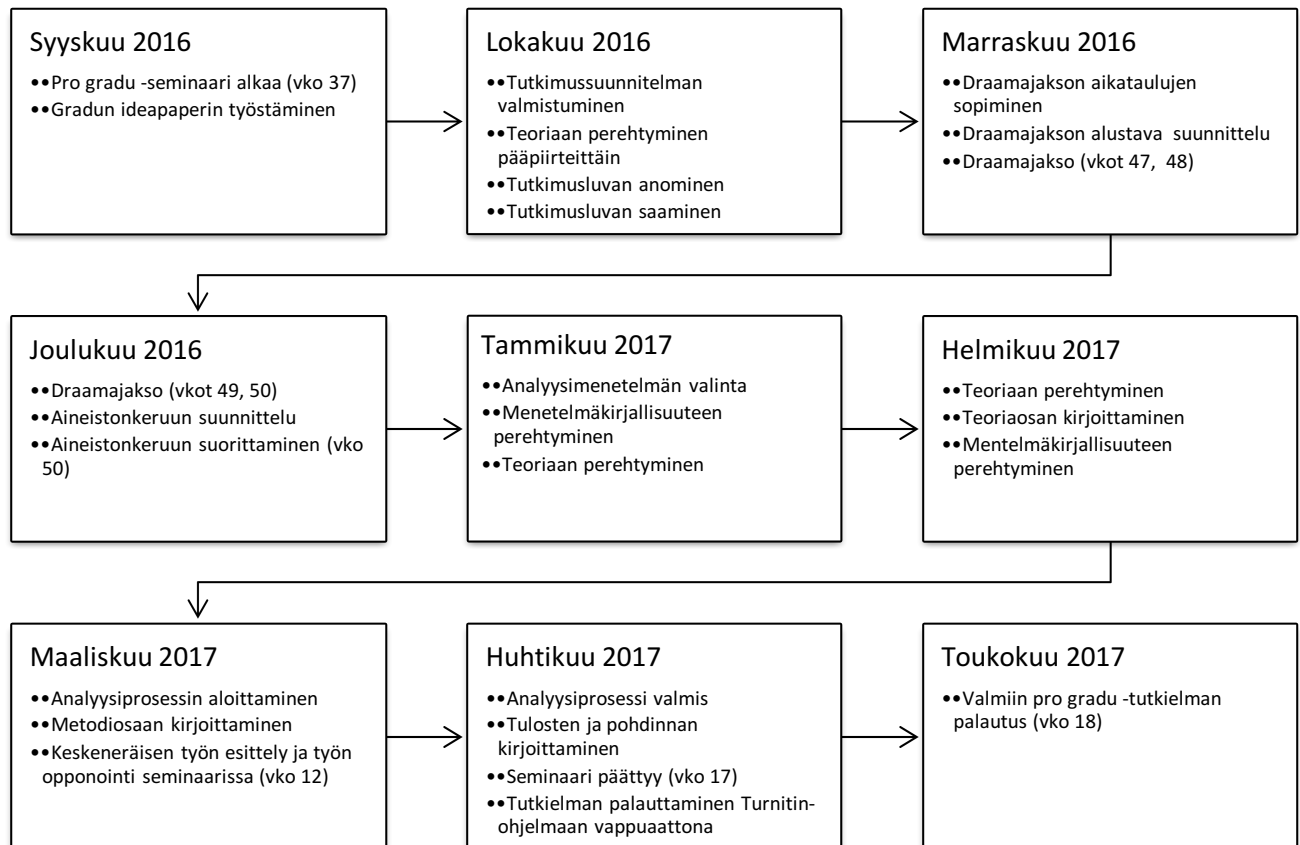 Syyskuu 2016
••Pro gradu -seminaari alkaa (vko 37)
••Gradun ideapaperin työstäminen
Lokakuu 2016
••Tutkimussuunnitelman
valmistuminen
••Teoriaan perehtyminen
pääpiirteittäin
••Tutkimusluvan anominen
••Tutkimusluvan saaminen
Marraskuu 2016
••Draamajakson aikataulujen
sopiminen
••Draamajakson alustava suunnittelu
••Draamajakso (vkot 47, 48)
Joulukuu 2016
••Draamajakso (vkot 49, 50)
••Aineistonkeruun suunnittelu
••Aineistonkeruun suorittaminen (vko
50)
Tammikuu 2017
••Analyysimenetelmän valinta
••Menetelmäkirjallisuuteen
perehtyminen
••Teoriaan perehtyminen
Helmikuu 2017
••Teoriaan perehtyminen
••Teoriaosan kirjoittaminen
••Mentelmäkirjallisuuteen
perehtyminen
Maaliskuu 2017
••Analyysiprosessin aloittaminen
••Metodiosaan kirjoittaminen
••Keskeneräisen työn esittely ja työn
opponointi seminaarissa (vko 12)
Huhtikuu 2017
••Analyysiprosessi valmis
••Tulosten ja pohdinnan
kirjoittaminen
••Seminaari päättyy (vko 17)
••Tutkielman palauttaminen Turnitin-
ohjelmaan vappuaattona
Toukokuu 2017
••Valmiin pro gradu -tutkielman
palautus (vko 18)